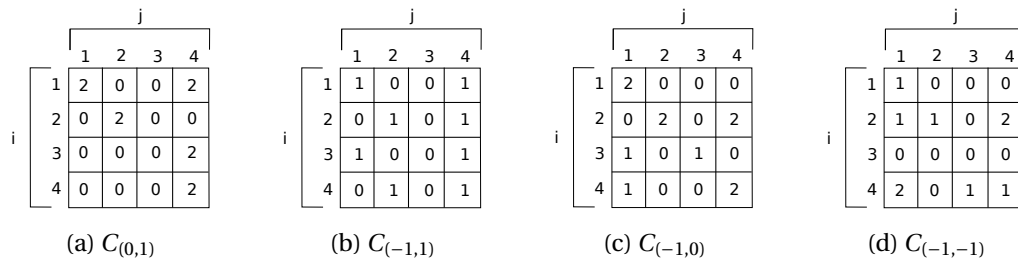 j j j j
1 2 3 4 1 2 3 4 1 2 3 4 1 2 3 4
1 2 0 0 2 1 1 0 0 1 1 2 0 0 0 1 1 0 0 0
2 0 2 0 0 2 0 1 0 1 2 0 2 0 2 2 1 1 0 2
i i i i
3 0 0 0 2 3 1 0 0 1 3 1 0 1 0 3 0 0 0 0
4 0 0 0 2 4 0 1 0 1 4 1 0 0 2 4 2 0 1 1
(a) C(0,1) (b) C(−1,1) (c) C(−1,0) (d) C(−1,−1)